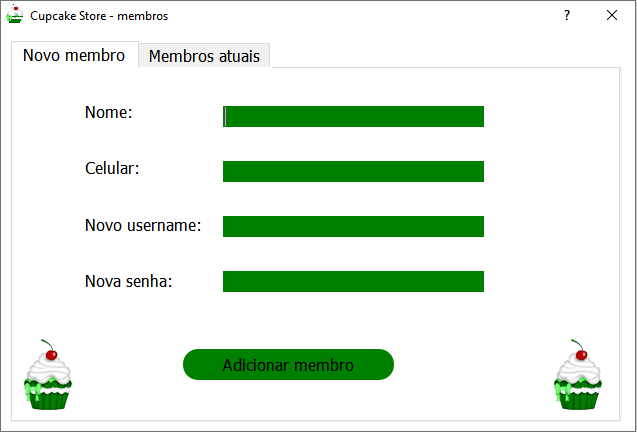 Cupcake Store - membros
Novo membro
Membros atuais
Nome:
Celular:
Novo username:
Nova senha:
Adicionar membro